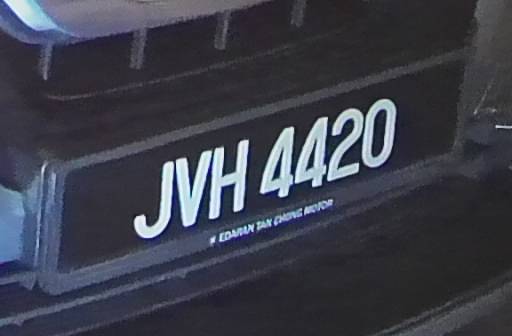 JVH 4420
EDARAN TAN CHONG MOTOR